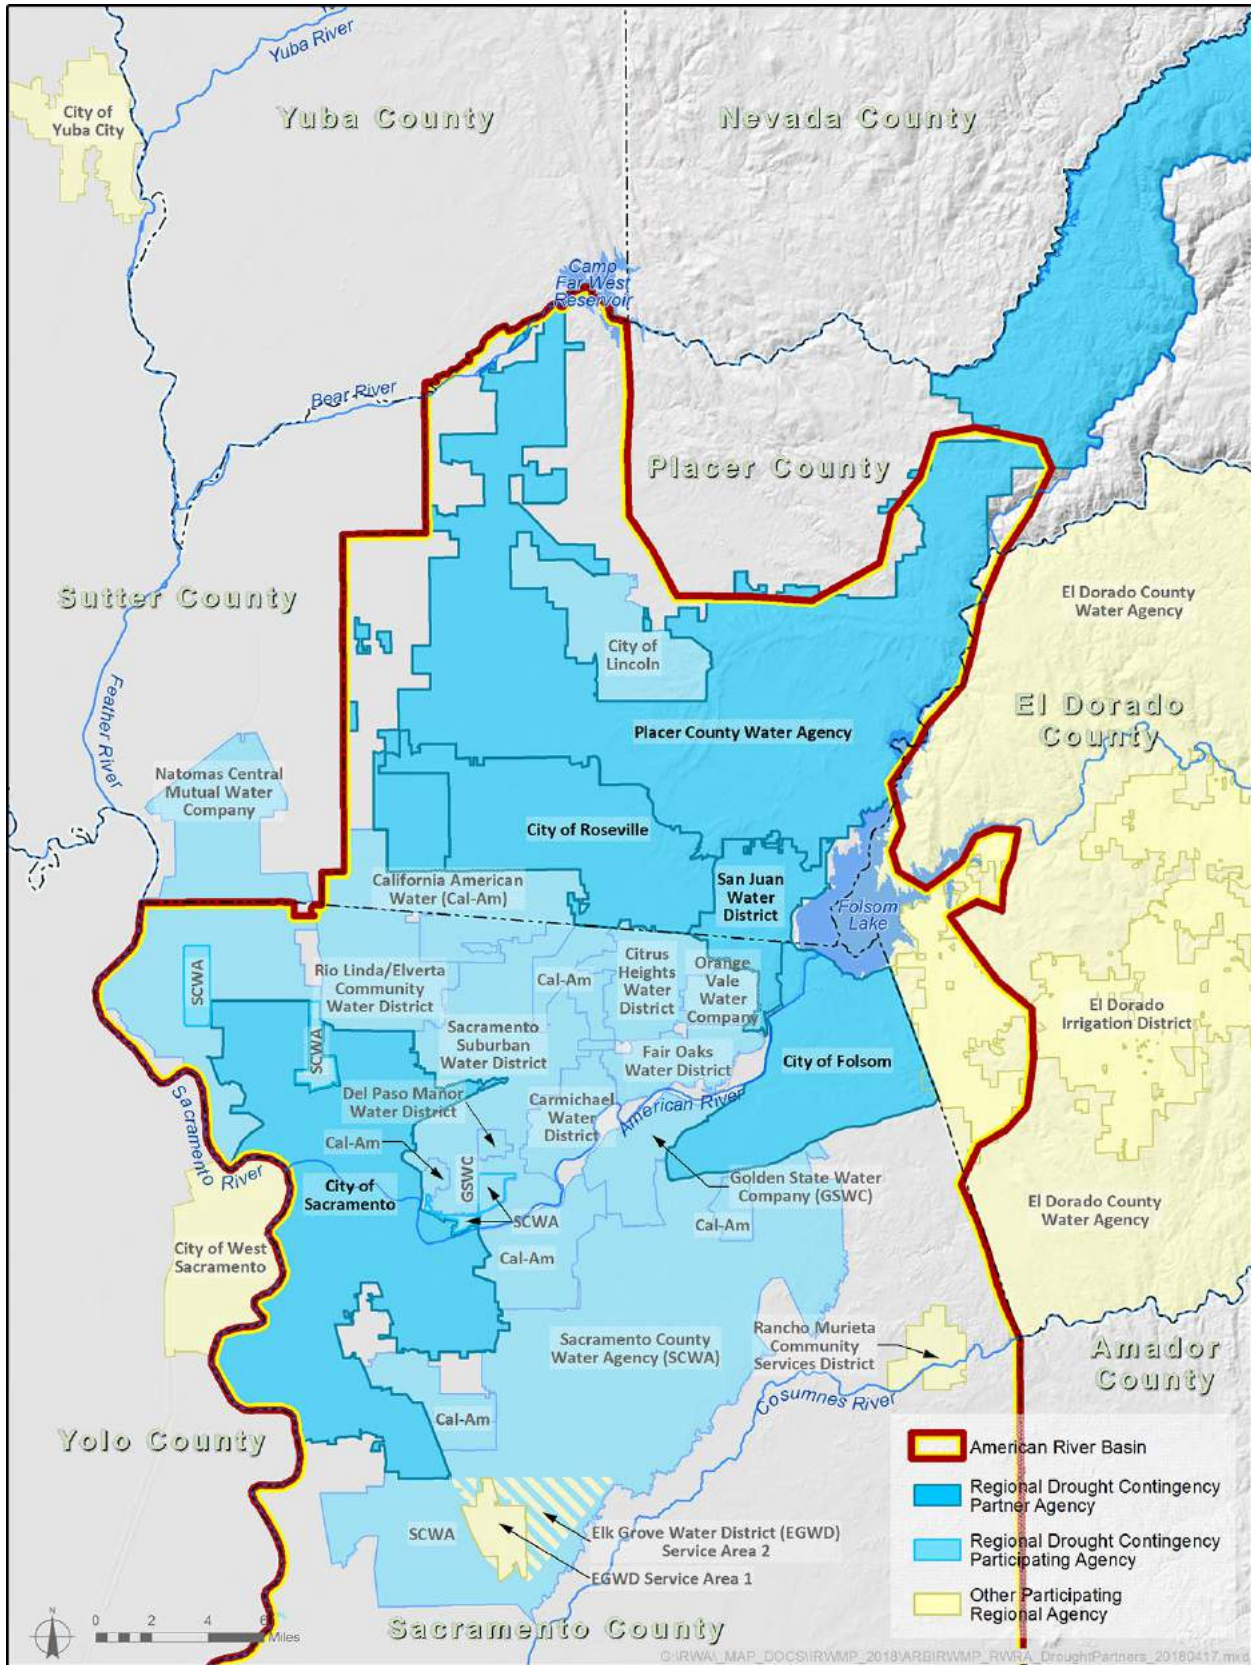 Yuba River
Yu
City of
Yuba City
Yuba County
Nevada County
Camp
Far West
Reservoir
Bear River
Placer County
Sutter County
Feather River
City of
Lincoln
El Dorado County
Water Agency
El Dorado
County
Placer County Water Agency
Natomas Central
Mutual Water
Company
City of Roseville
California American
Water (Cal-Am)
San Juan
Water
District
Folsom
Lake
SCWA
Rio Linda/Elverta
Community
Water District
Cal-Am
Citrus
Heights
Water
District
Orange
Vale
Water
Company
El Dorado
Irrigation District
SCWA
Sacramento
Suburban
Water District
Fair Oaks
Water District
City of Folsom
Del Paso Manor
Water District
Carmichael
Water
District
American River
Sacramento
River
Cal-Am
GSWC
City of
Sacramento
SCWA
Golden State Water
Company (GSWC)
Cal-Am
El Dorado County
Water Agency
City of West
Sacramento
Cal-Am
Sacramento County
Water Agency (SCWA)
Rancho Murieta
Community
Services District
Amador
County
Cosumnes River
Cal-Am
Yolo County
SCWA
Elk Grove Water District (EGWD)
Service Area 2
EGWD Service Area 1
Sacramento County
American River Basin
Regional Drought Contingency
Partner Agency
Regional Drought Contingency
Participating Agency
Other Participating
Regional Agency
N
0 2 4 6
Miles
G:\RWA\_MAP_DOCS\IRWMP_2018\ARBIRWMP_RWRA_DroughtPartners_20180417.mxd